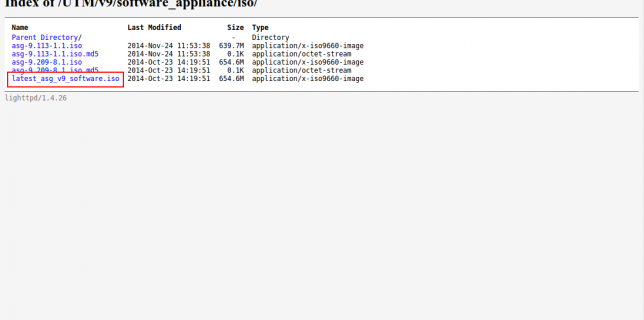 Index of /UTM/v9/software_appliance/iso/
Name Last Modified Size Type
Parent Directory/ - Directory
asg-9.113-1.1.iso 2014-Nov-24 11:53:38 639.7M application/x-iso9660-image
asg-9.113-1.1.iso.md5 2014-Nov-24 11:53:38 0.1K application/octet-stream
asg-9.209-8.1.iso 2014-Oct-23 14:19:51 654.6M application/x-iso9660-image
asg-9.209-8.1.iso.md5 2014-Oct-23 14:19:51 0.1K application/octet-stream
latest_asg_v9_software.iso 2014-Oct-23 14:19:51 654.6M application/x-iso9660-image
lighttpd/1.4.26